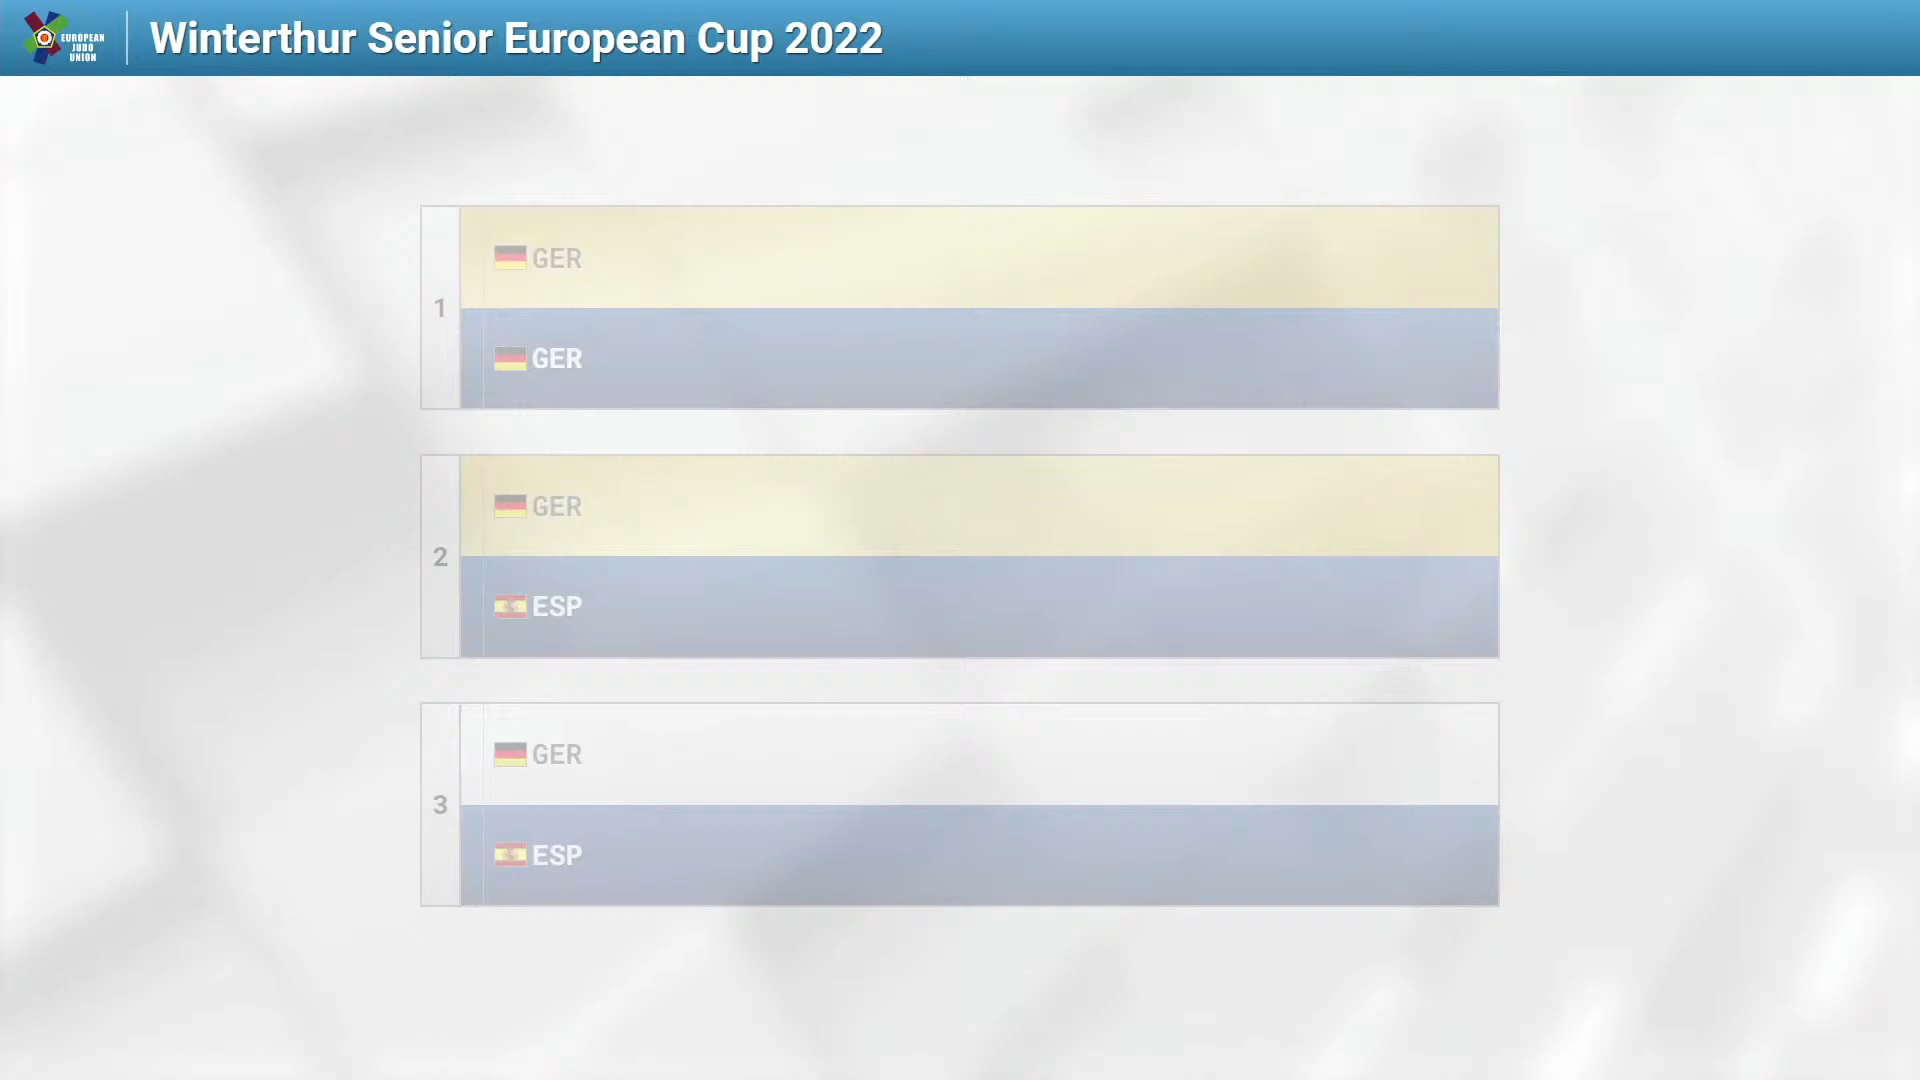 EUROPEAN
JUDO
UNION
Winterthur Senior European Cup 2022
1
GER
GER
2
GER
ESP
3
GER
ESP